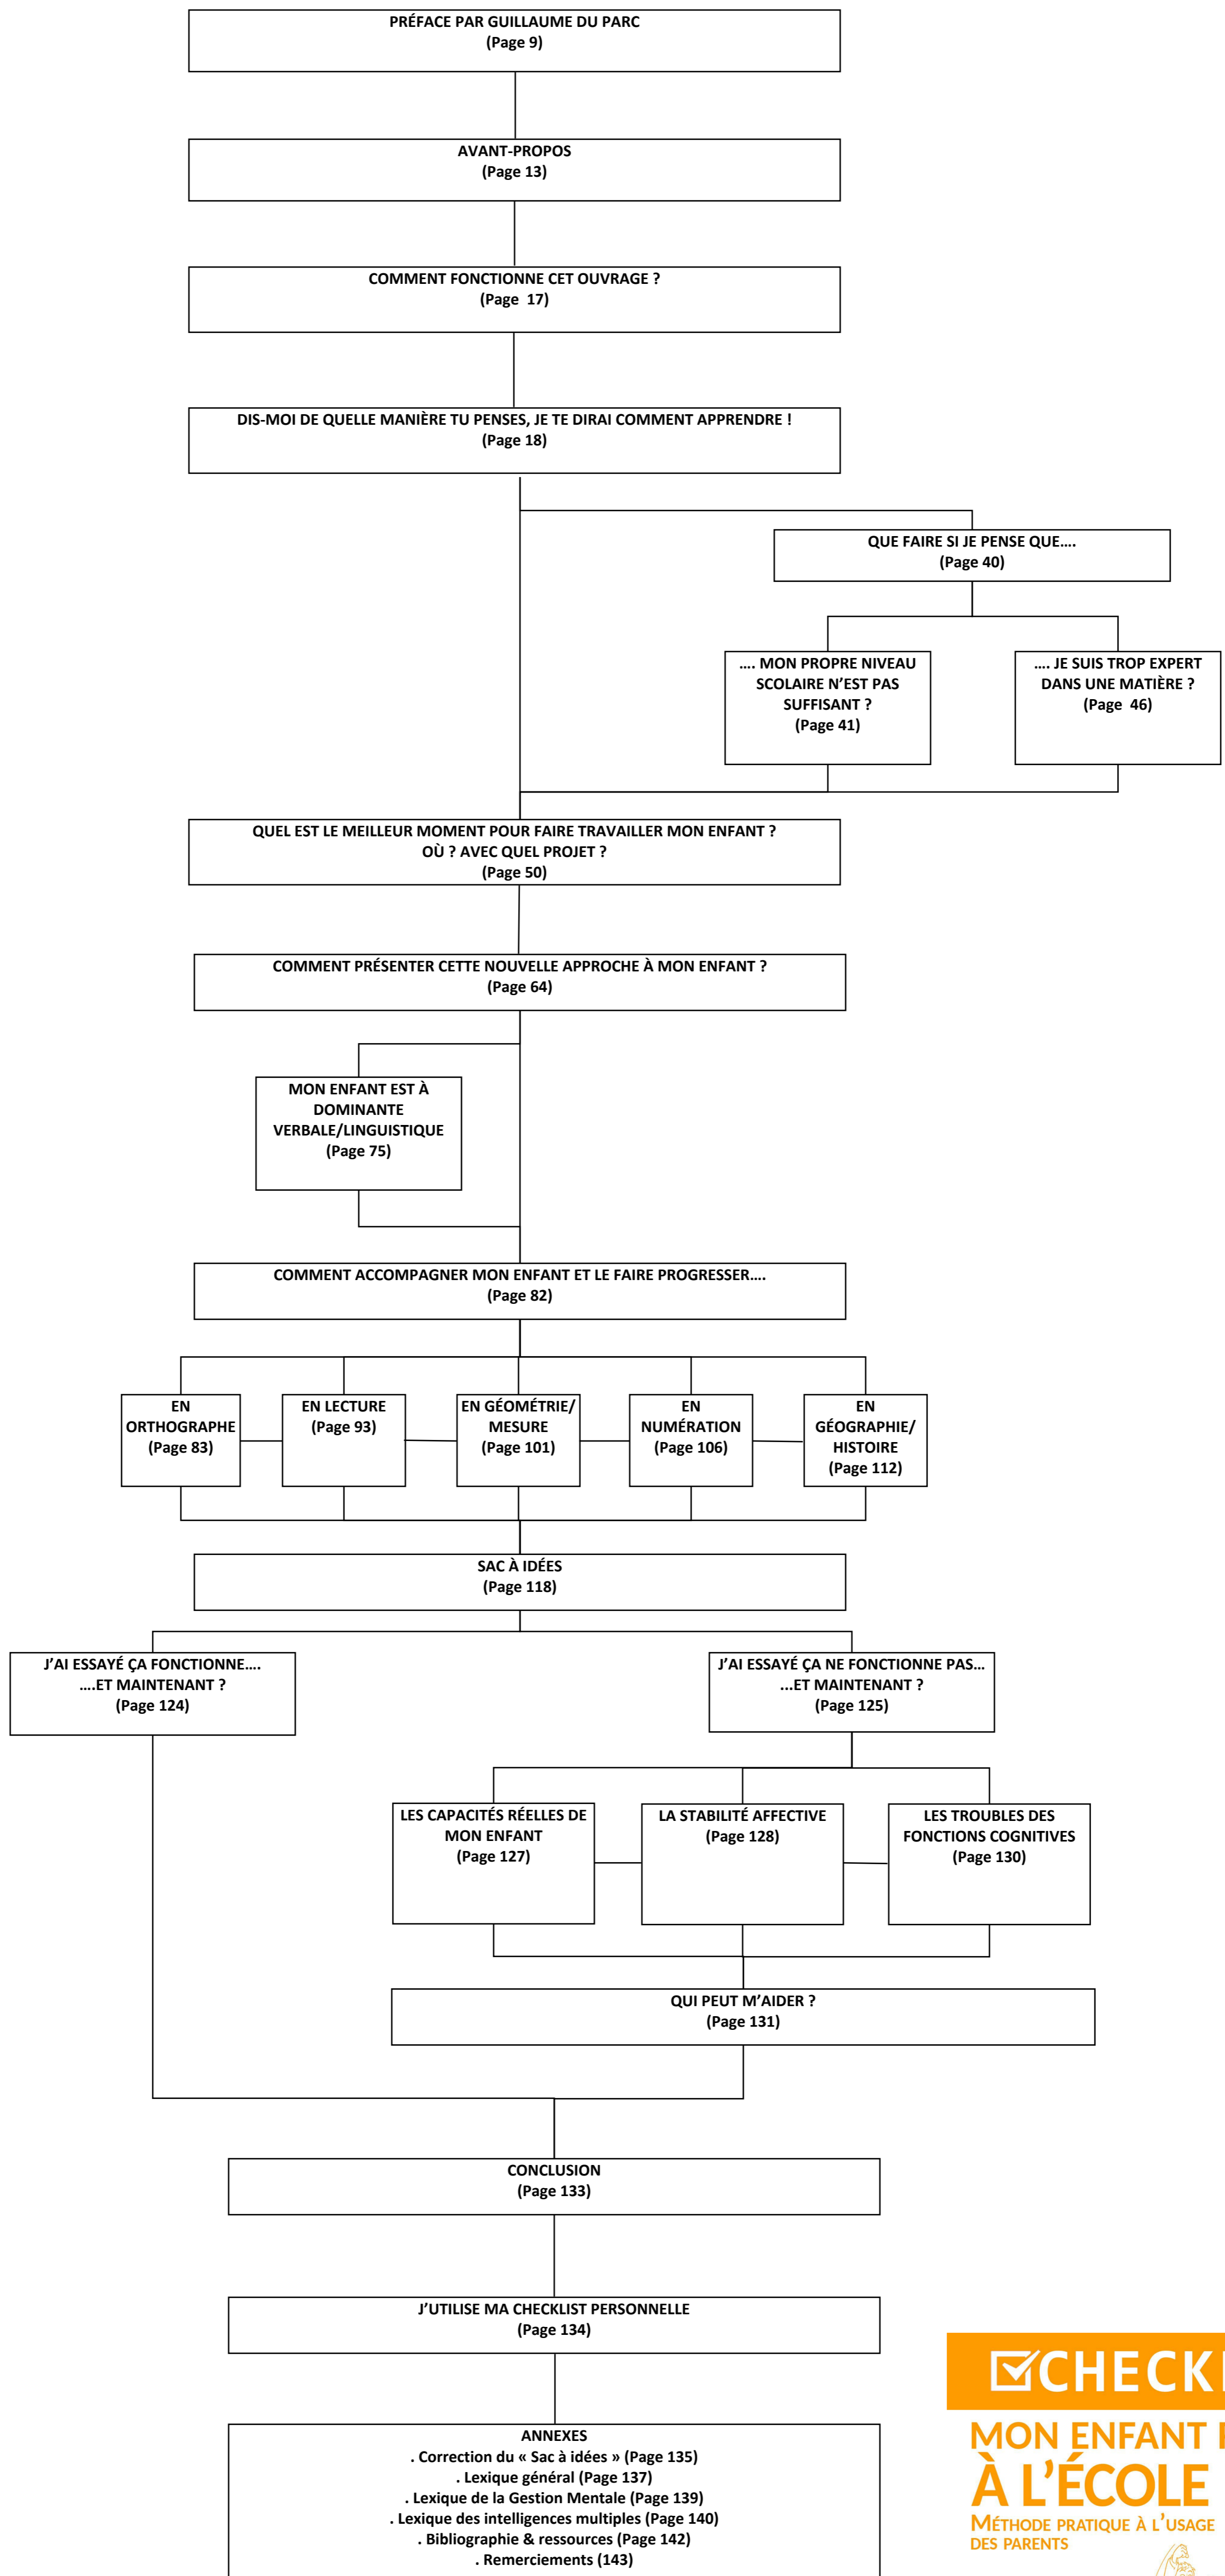 PRÉFACE PAR GUILLAUME DU PARC
(Page 9)
AVANT-PROPOS
(Page 13)
COMMENT FONCTIONNE CET OUVRAGE ?
(Page 17)
DIS-MOI DE QUELLE MANIÈRE TU PENSES, JE TE DIRAI COMMENT APPRENDRE !
(Page 18)
QUE FAIRE SI JE PENSE QUE….
(Page 40)
…. MON PROPRE NIVEAU
SCOLAIRE N’EST PAS
SUFFISANT ?
(Page 41)
…. JE SUIS TROP EXPERT
DANS UNE MATIÈRE ?
(Page 46)
QUEL EST LE MEILLEUR MOMENT POUR FAIRE TRAVAILLER MON ENFANT ?
OÙ ? AVEC QUEL PROJET ?
(Page 50)
COMMENT PRÉSENTER CETTE NOUVELLE APPROCHE À MON ENFANT ?
(Page 64)
MON ENFANT EST À
DOMINANTE
VERBALE/LINGUISTIQUE
(Page 75)
COMMENT ACCOMPAGNER MON ENFANT ET LE FAIRE PROGRESSER….
(Page 82)
EN
ORTHOGRAPHE
(Page 83)
EN LECTURE
(Page 93)
EN GÉOMÉTRIE/
MESURE
(Page 101)
EN
NUMÉRATION
(Page 106)
EN
GÉOGRAPHIE/
HISTOIRE
(Page 112)
SAC À IDÉES
(Page 118)
J’AI ESSAYÉ ÇA FONCTIONNE….
….ET MAINTENANT ?
(Page 124)
J’AI ESSAYÉ ÇA NE FONCTIONNE PAS…
...ET MAINTENANT ?
(Page 125)
LES CAPACITÉS RÉELLES DE
MON ENFANT
(Page 127)
LA STABILITÉ AFFECTIVE
(Page 128)
LES TROUBLES DES
FONCTIONS COGNITIVES
(Page 130)
QUI PEUT M’AIDER ?
(Page 131)
CONCLUSION
(Page 133)
J’UTILISE MA CHECKLIST PERSONNELLE
(Page 134)
ANNEXES
. Correction du « Sac à idées » (Page 135)
. Lexique général (Page 137)
. Lexique de la Gestion Mentale (Page 139)
. Lexique des intelligences multiples (Page 140)
. Bibliographie & ressources (Page 142)
. Remerciements (143)
CHECK
MON ENFANT
À L’ÉCOLE
MÉTHODE PRATIQUE À L’USAGE
DES PARENTS